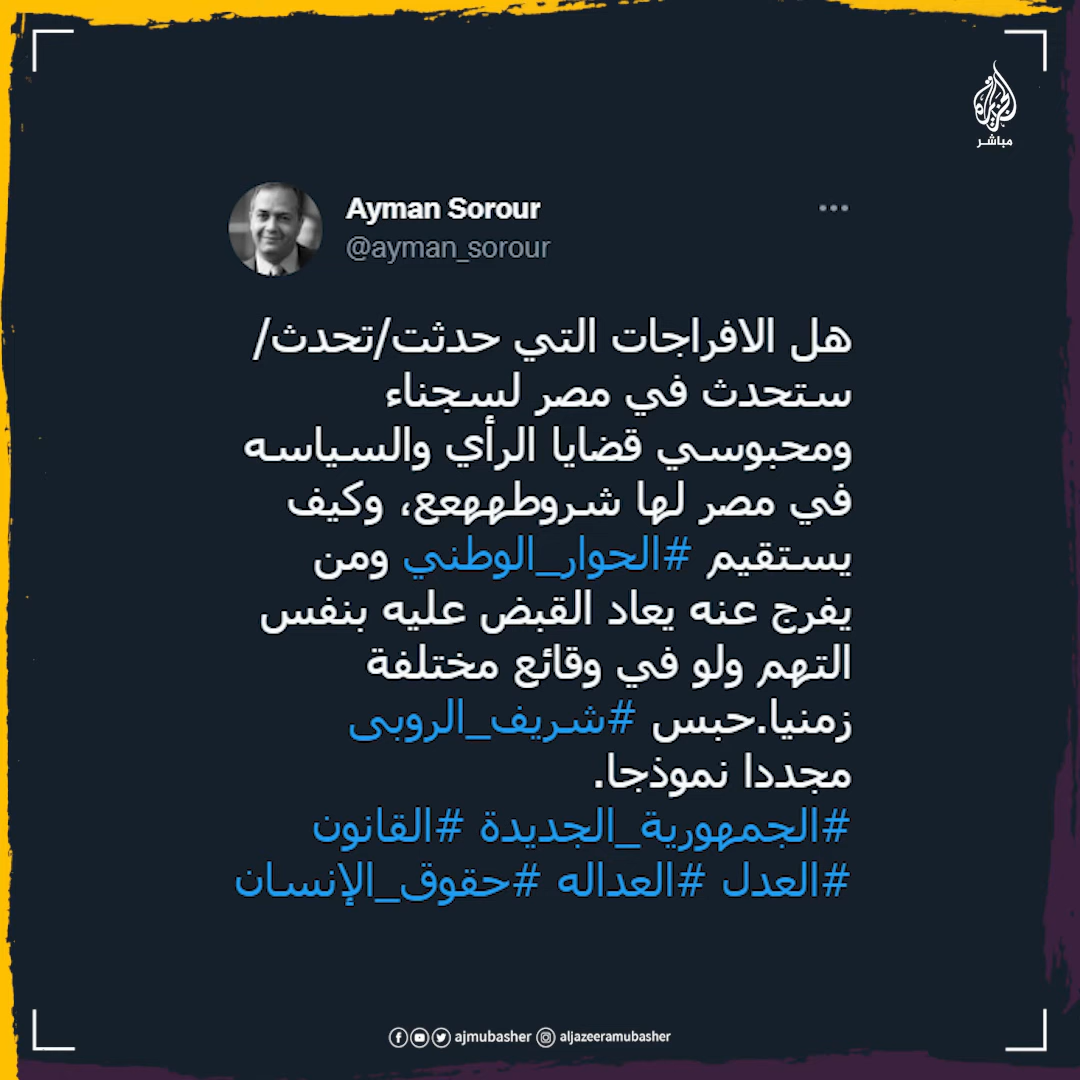 الجزيرة
مباشر
Ayman Sorour
@ayman_sorour
هل الافراجات التي حدثت/تحدث/
ستحدث في مصر لسجناء
ومحبوسي قضايا الرأي والسياسه
في مصر لها شروطههعع، وكيف
يستقيم #الحوار_الوطني ومن
يفرج عنه يعاد القبض عليه بنفس
التهم ولو في وقائع مختلفة
زمنيا.حبس #شريف_الروبى
مجددا نموذجا.
#الجمهورية_الجديدة #القانون
#العدل #العداله #حقوق_الإنسان
ajmubasher aljazeeramubasher